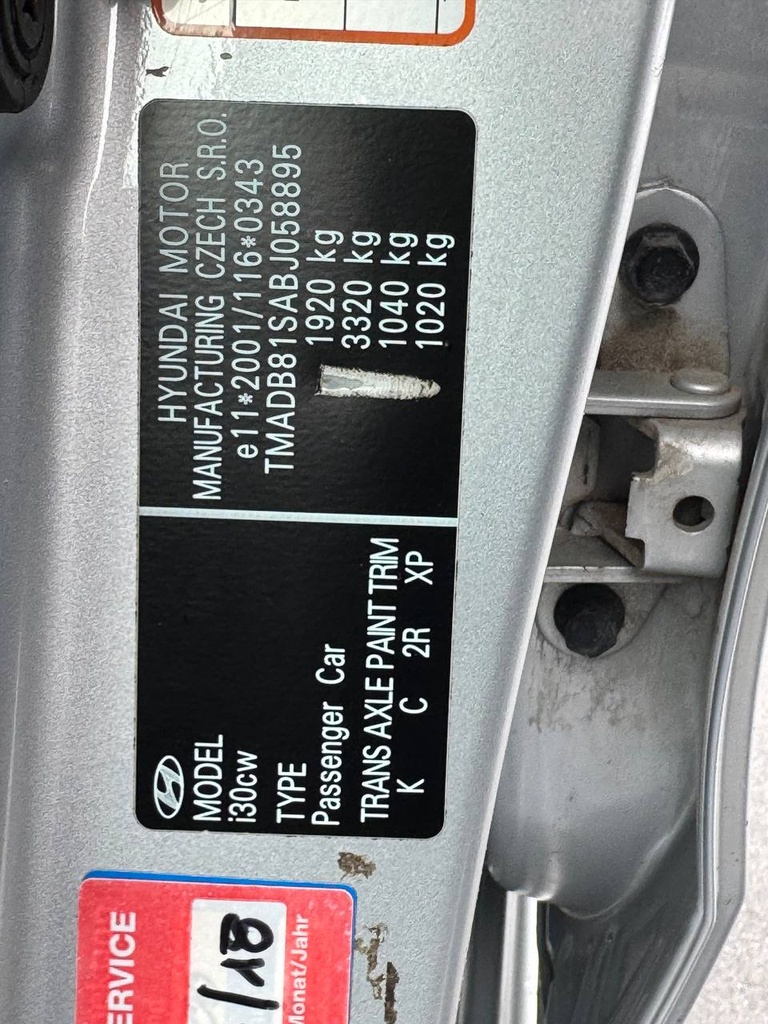 MODEL
i30cw
TYPE
Passenger Car
TRANS AXLE PAINT TRIM
K C 2R XP
HYUNDAI MOTOR
MANUFACTURING CZECH S.R.O.
e11*2001/116*0343
TMADB81SABJ058895
1920 kg
3320 kg
1040 kg
1020 kg
ERVICE
Monat/Jahr